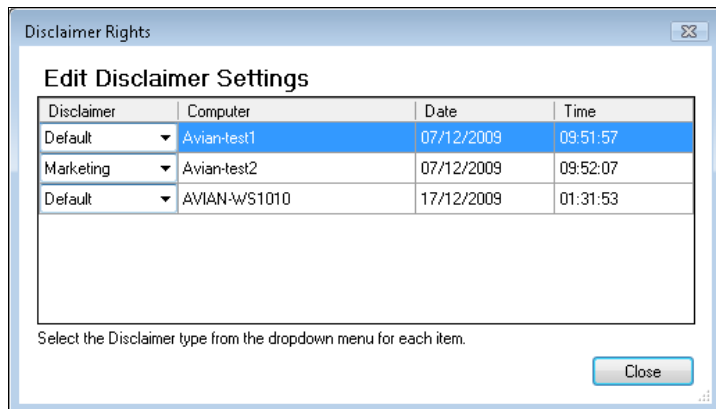 Disclaimer Rights
Edit Disclaimer Settings
Disclaimer Computer Date Time
Default Avian-test1 07/12/2009 09:51:57
Marketing Avian-test2 07/12/2009 09:52:07
Default AVIAN-WS1010 17/12/2009 01:31:53
Select the Disclaimer type from the dropdown menu for each item.
Close